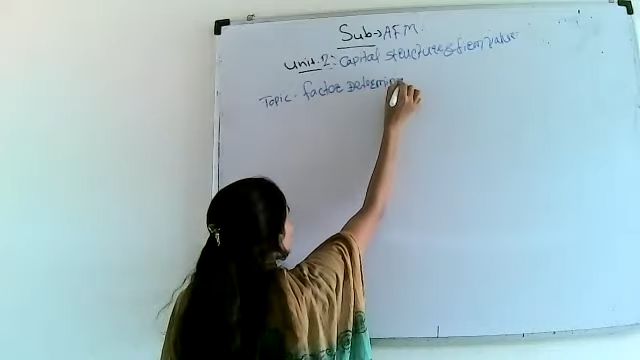 Sub → AFM.
Unit. 2: Capital structure & firm value
Topic - factor Determin